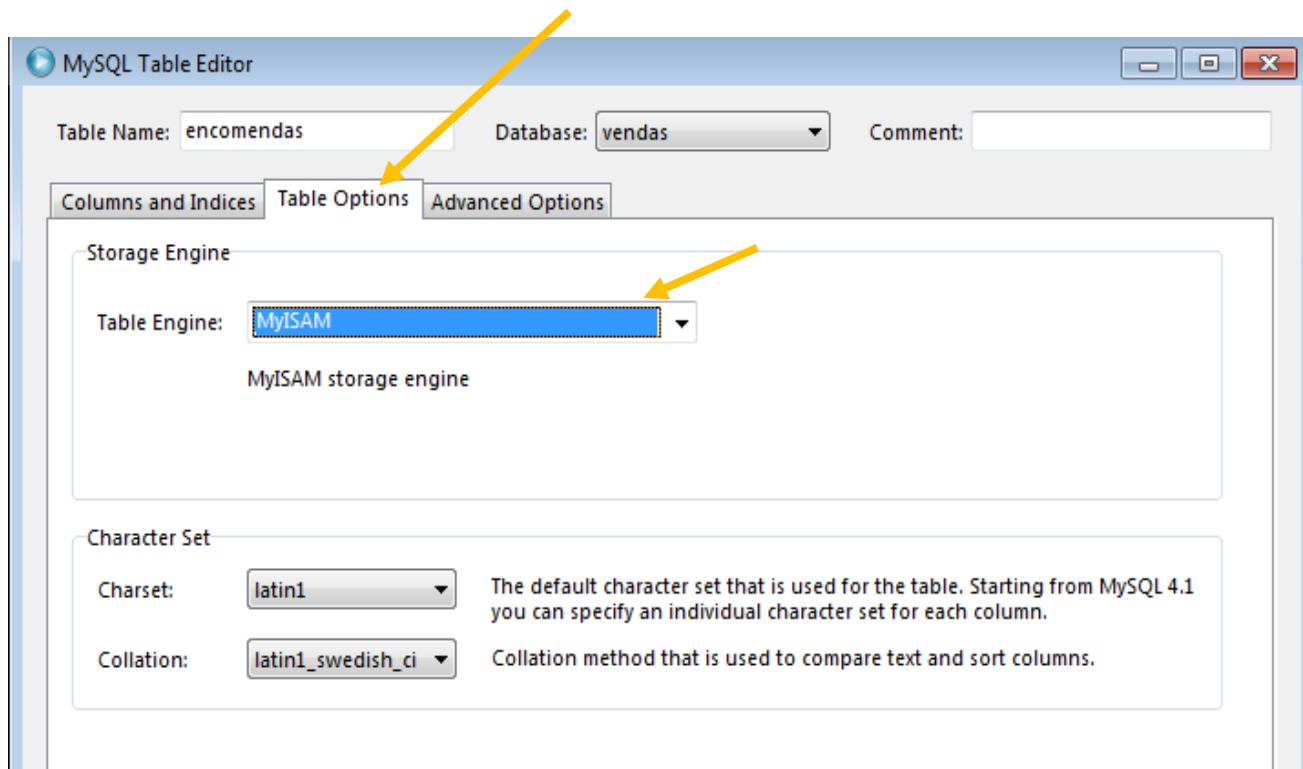 MySQL Table Editor
Table Name: encomendas Database: vendas Comment:
Columns and Indices Table Options Advanced Options
Storage Engine
Table Engine: MyISAM
MyISAM storage engine
Character Set
Charset: latin1 The default character set that is used for the table. Starting from MySQL 4.1
you can specify an individual character set for each column.
Collation: latin1_swedish_ci Collation method that is used to compare text and sort columns.